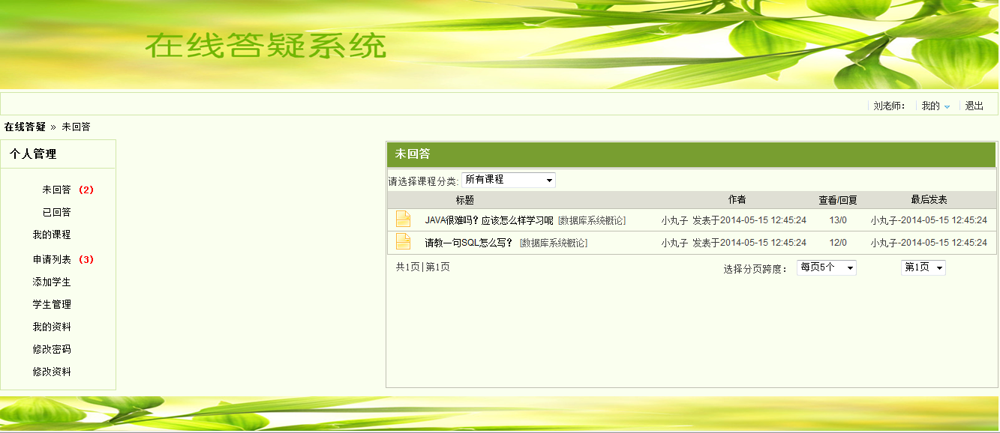 在线答疑系统
刘老师： 我的 退出
在线答疑 » 未回答
个人管理
未回答 (2)
已回答
我的课程
申请列表 (3)
添加学生
学生管理
我的资料
修改密码
修改资料
未回答
请选择课程分类: 所有课程
标题 作者 查看/回复 最后发表
JAVA很难吗？应该怎么样学习呢 [数据库系统概论] 小丸子 发表于2014-05-15 12:45:24 13/0 小丸子-2014-05-15 12:45:24
请教一句SQL怎么写？ [数据库系统概论] 小丸子 发表于2014-05-15 12:45:24 12/0 小丸子-2014-05-15 12:45:24
共1页|第1页 选择分页跨度： 每页5个 第1页